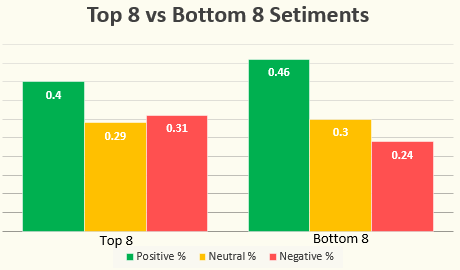 Top 8 vs Bottom 8 Setiments
0.4
0.29
0.31
0.46
0.3
0.24
Top 8
Bottom 8
Positive % Neutral % Negative %